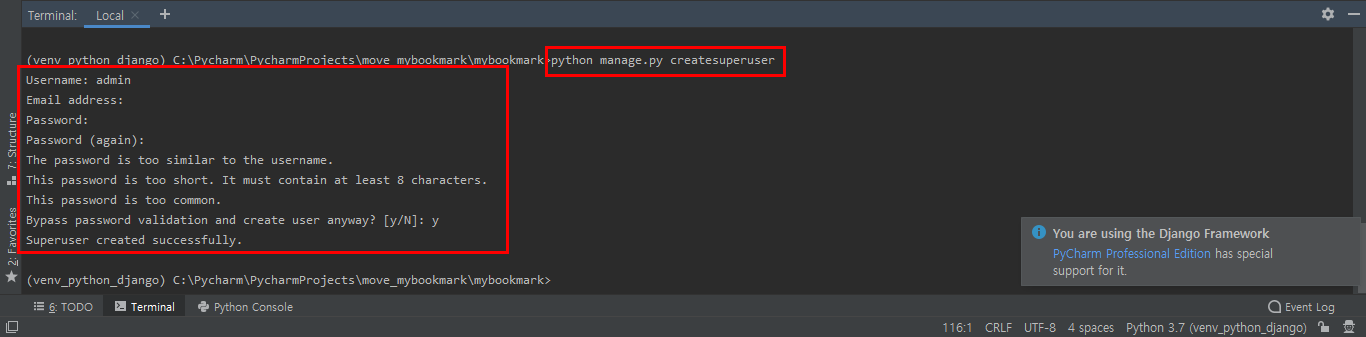 Terminal: Local × +
(venv_python_django) C:\Pycharm\PycharmProjects\move_mybookmark\mybookmark>python manage.py createsuperuser
Username: admin
Email address:
Password:
Password (again):
The password is too similar to the username.
This password is too short. It must contain at least 8 characters.
This password is too common.
Bypass password validation and create user anyway? [y/N]: y
Superuser created successfully.
(venv_python_django) C:\Pycharm\PycharmProjects\move_mybookmark\mybookmark>
7: Structure
2: Favorites
You are using the Django Framework
PyCharm Professional Edition has special
support for it.
6: TODO Terminal Python Console Event Log
116:1 CRLF UTF-8 4 spaces Python 3.7 (venv_python_django)